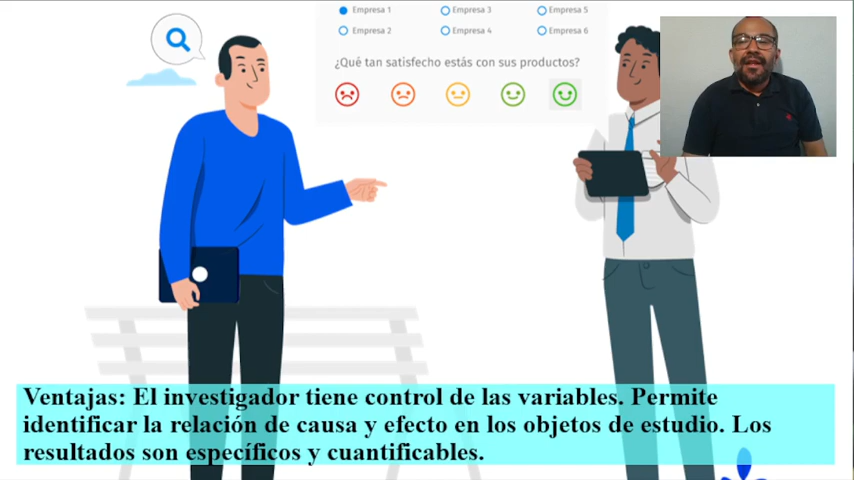 Empresa 1 Empresa 3 Empresa 5
Empresa 2 Empresa 4 Empresa 6
¿Qué tan satisfecho estás con sus productos?
Ventajas: El investigador tiene control de las variables. Permite
identificar la relación de causa y efecto en los objetos de estudio. Los
resultados son específicos y cuantificables.